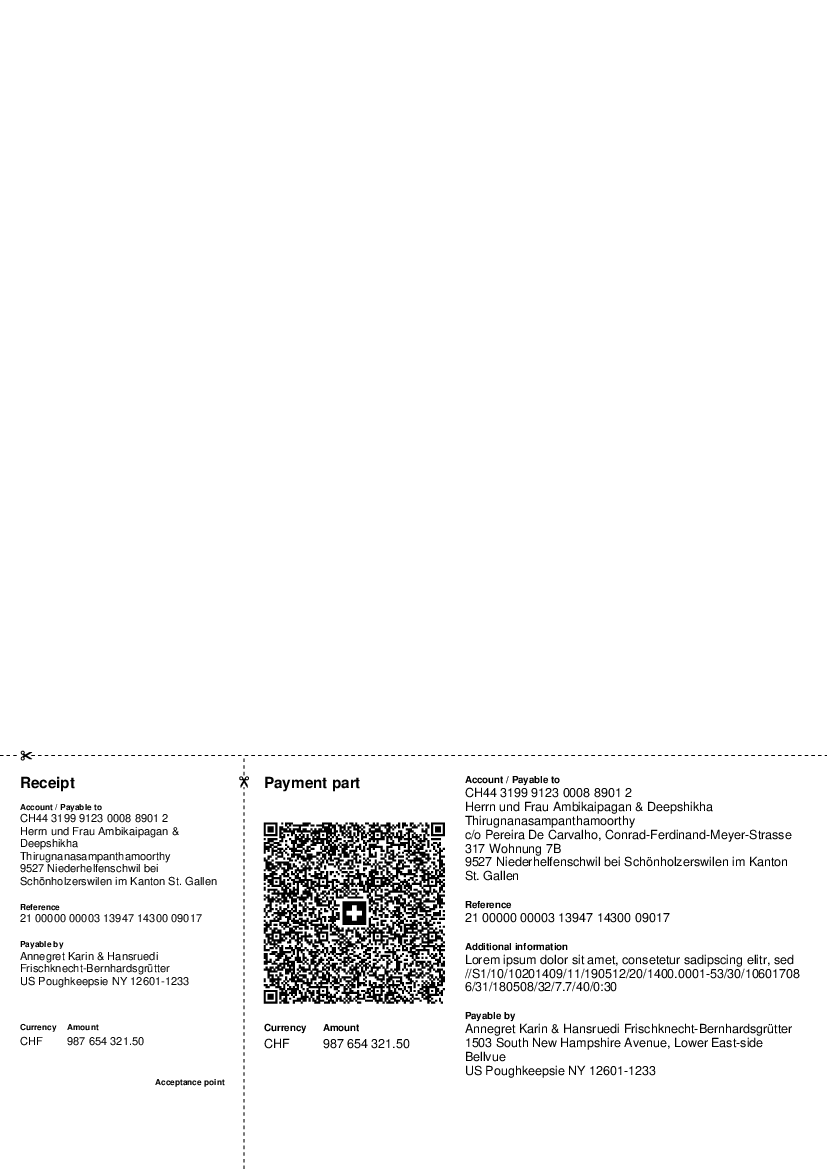 Receipt
Account / Payable to
CH44 3199 9123 0008 8901 2
Herrn und Frau Ambikaipagan &
Deepshikha
Thirugnanasampanthamoorthy
9527 Niederhelfenschwil bei
Schönholzerswilen im Kanton St. Gallen
Reference
21 00000 00003 13947 14300 09017
Payable by
Annegret Karin & Hansruedi
Frischknecht-Bernhardsgrütter
US Poughkeepsie NY 12601-1233
Currency Amount
CHF 987 654 321.50
Acceptance point
Payment part
Currency Amount
CHF 987 654 321.50
Account / Payable to
CH44 3199 9123 0008 8901 2
Herrn und Frau Ambikaipagan & Deepshikha
Thirugnanasampanthamoorthy
c/o Pereira De Carvalho, Conrad-Ferdinand-Meyer-Strasse
317 Wohnung 7B
9527 Niederhelfenschwil bei Schönholzerswilen im Kanton
St. Gallen
Reference
21 00000 00003 13947 14300 09017
Additional information
Lorem ipsum dolor sit amet, consetetur sadipscing elitr, sed
//S1/10/10201409/11/190512/20/1400.0001-53/30/10601708
6/31/180508/32/7.7/40/0:30
Payable by
Annegret Karin & Hansruedi Frischknecht-Bernhardsgrütter
1503 South New Hampshire Avenue, Lower East-side
Bellvue
US Poughkeepsie NY 12601-1233